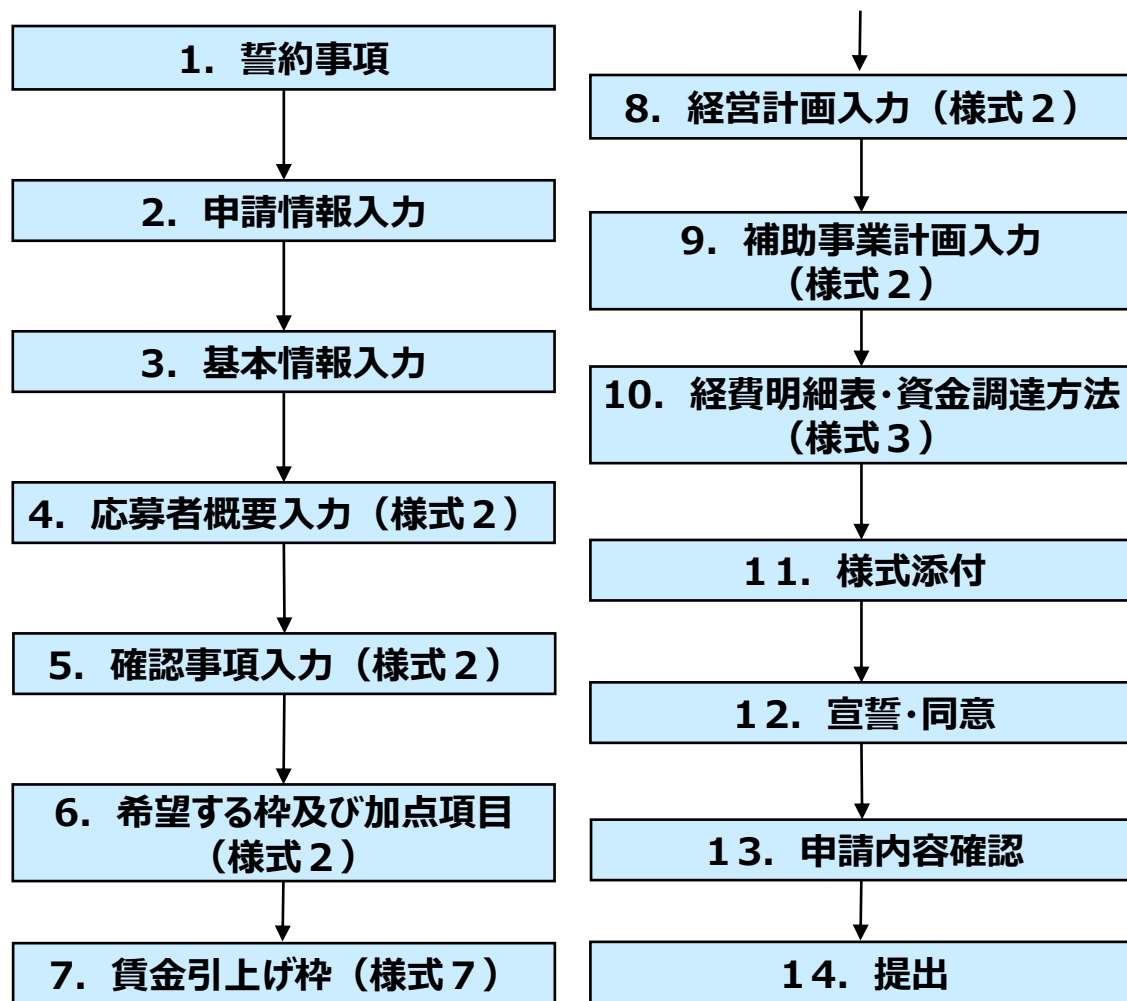 1. 誓約事項
2. 申請情報入力
3. 基本情報入力
4. 応募者概要入力（様式２）
5. 確認事項入力（様式２）
6. 希望する枠及び加点項目
（様式２）
7. 賃金引上げ枠（様式７）
8. 経営計画入力（様式２）
9. 補助事業計画入力
（様式２）
10. 経費明細表・資金調達方法
（様式３）
１１. 様式添付
１２. 宣誓・同意
１３. 申請内容確認
１４. 提出